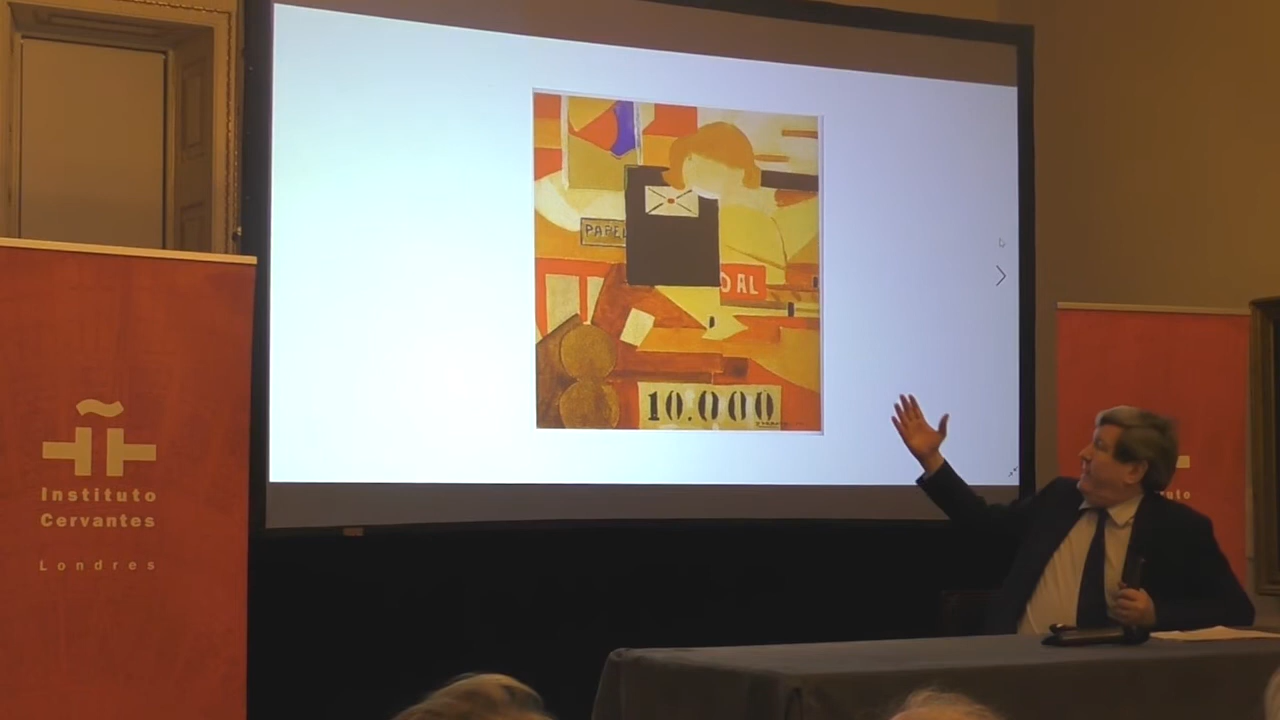 PAPEL
DAL
10.000
Instituto
Cervantes
Londres